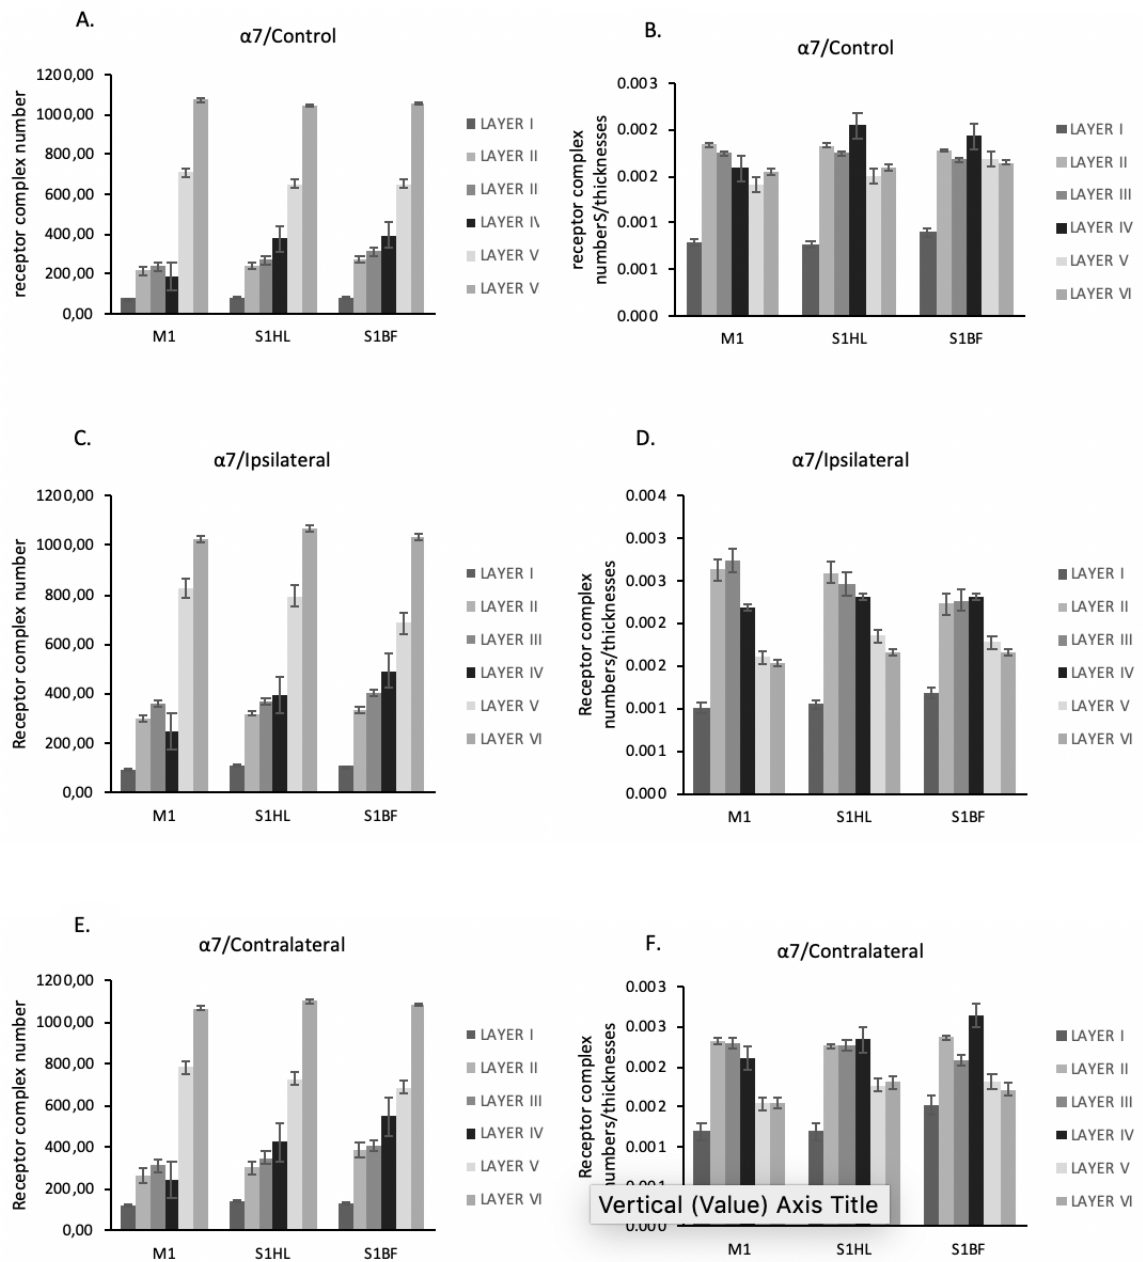 A.
α7/Control
receptor complex number
1200,00
1000,00
800,00
600,00
400,00
200,00
0,00
M1
S1HL
S1BF
LAYER I
LAYER II
LAYER II
LAYER IV
LAYER V
LAYER V
B.
α7/Control
receptor complex
numberS/thicknesses
0.003
0.002
0.002
0.001
0.001
0.000
M1
S1HL
S1BF
LAYER I
LAYER II
LAYER III
LAYER IV
LAYER V
LAYER VI
C.
α7/Ipsilateral
Receptor complex number
1200,00
1000,00
800,00
600,00
400,00
200,00
0,00
M1
S1HL
S1BF
LAYER I
LAYER II
LAYER III
LAYER IV
LAYER V
LAYER VI
D.
α7/Ipsilateral
Receptor complex
numbers/thicknesses
0.004
0.003
0.003
0.002
0.002
0.001
0.001
0.000
M1
S1HL
S1BF
LAYER I
LAYER II
LAYER III
LAYER IV
LAYER V
LAYER VI
E.
α7/Contralateral
Receptor complex number
1200,00
1000,00
800,00
600,00
400,00
200,00
0,00
M1
S1HL
S1BF
LAYER I
LAYER II
LAYER III
LAYER IV
LAYER V
LAYER VI
F.
α7/Contralateral
Receptor complex
numbers/thicknesses
0.003
0.003
0.002
0.002
0.001
0.001
0.000
Vertical (Value) Axis Title
M1
S1HL
S1BF
LAYER I
LAYER II
LAYER III
LAYER IV
LAYER V
LAYER VI